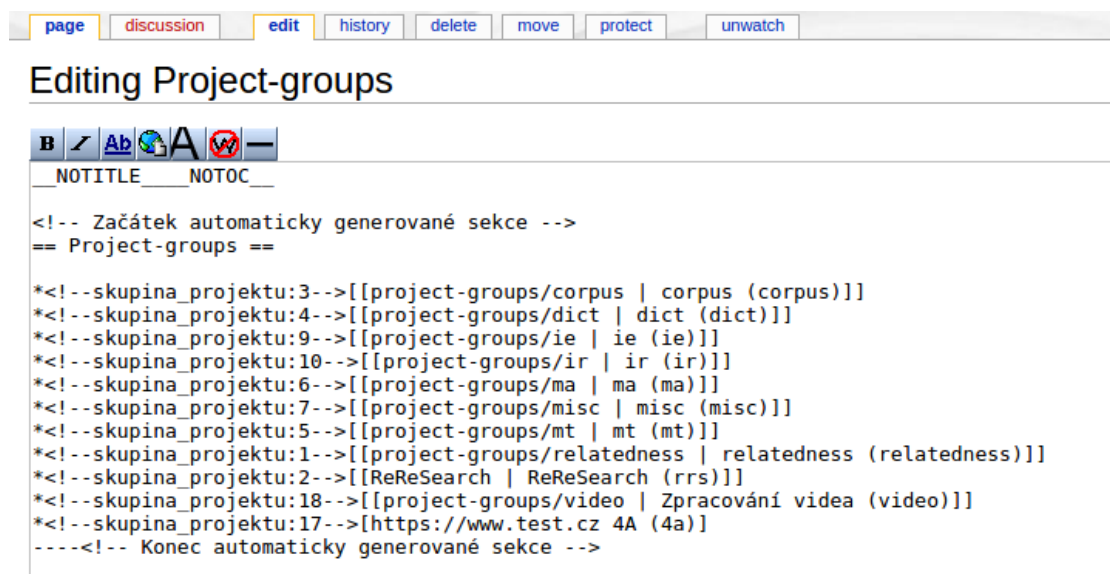 page discussion edit history delete move protect unwatch
Editing Project-groups
B I Ab A W —
__NOTITLE____NOTOC__
<!-- Začátek automaticky generované sekce -->
== Project-groups ==
*<!--skupina_projektu:3-->[[project-groups/corpus | corpus (corpus)]]
*<!--skupina_projektu:4-->[[project-groups/dict | dict (dict)]]
*<!--skupina_projektu:9-->[[project-groups/ie | ie (ie)]]
*<!--skupina_projektu:10-->[[project-groups/ir | ir (ir)]]
*<!--skupina_projektu:6-->[[project-groups/ma | ma (ma)]]
*<!--skupina_projektu:7-->[[project-groups/misc | misc (misc)]]
*<!--skupina_projektu:5-->[[project-groups/mt | mt (mt)]]
*<!--skupina_projektu:1-->[[project-groups/relatedness | relatedness (relatedness)]]
*<!--skupina_projektu:2-->[[ReReSearch | ReReSearch (rrs)]]
*<!--skupina_projektu:18-->[[project-groups/video | Zpracování videa (video)]]
*<!--skupina_projektu:17-->[https://www.test.cz 4A (4a)]
----<!-- Konec automaticky generované sekce -->